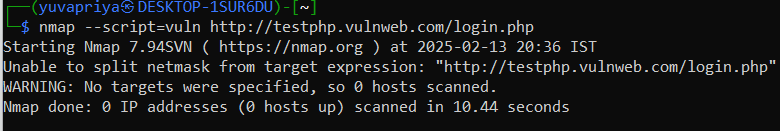 ┌──(yuvapriya㉿DESKTOP-1SUR6DU)-[~]
└─$ nmap --script=vuln http://testphp.vulnweb.com/login.php
Starting Nmap 7.94SVN ( https://nmap.org ) at 2025-02-13 20:36 IST
Unable to split netmask from target expression: "http://testphp.vulnweb.com/login.php"
WARNING: No targets were specified, so 0 hosts scanned.
Nmap done: 0 IP addresses (0 hosts up) scanned in 10.44 seconds